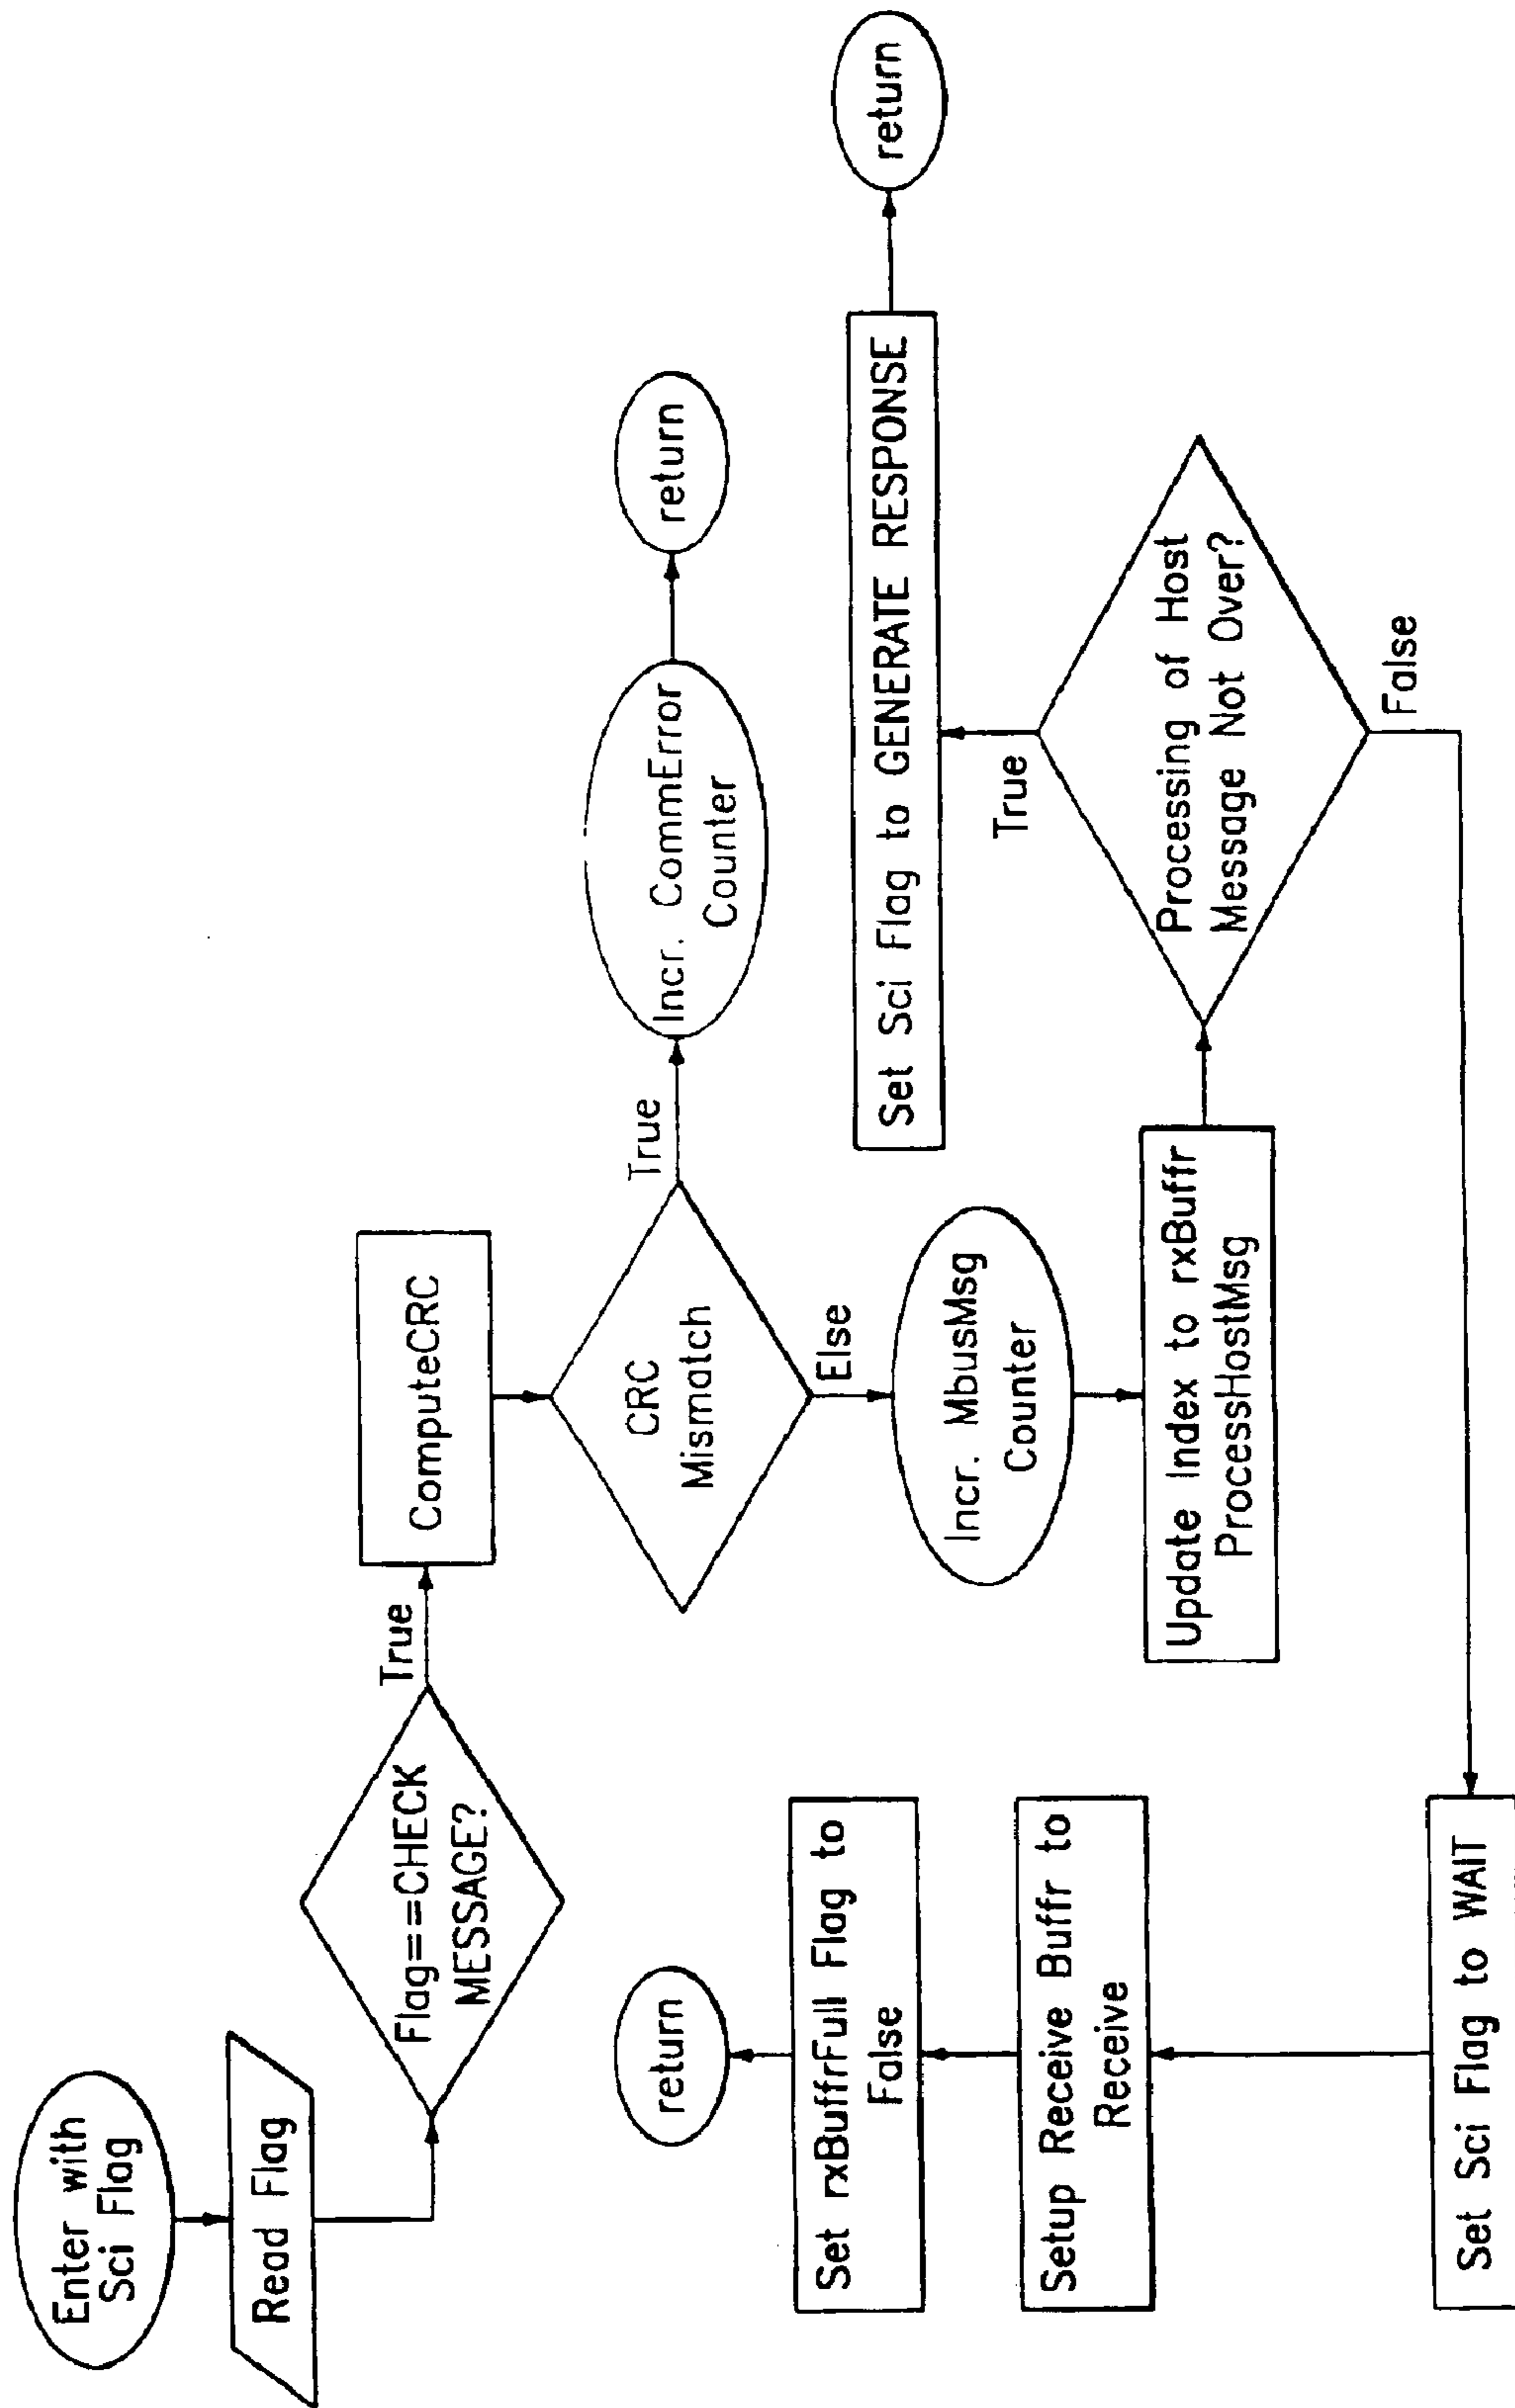 Enter with
Sci Flag
Read Flag
Flag==CHECK
MESSAGE?
True
ComputeCRC
CRC
Mismatch
True
Incr. CommError
Counter
return
Else
Incr. MbusMsg
Counter
Update Index to rxBuffr
ProcessHostMsg
Processing of Host
Message Not Over?
True
Set Sci Flag to GENERATE RESPONSE
return
False
Set Sci Flag to WAIT
Setup Receive Buffr to
Receive
Set rxBuffrFull Flag to
False
return